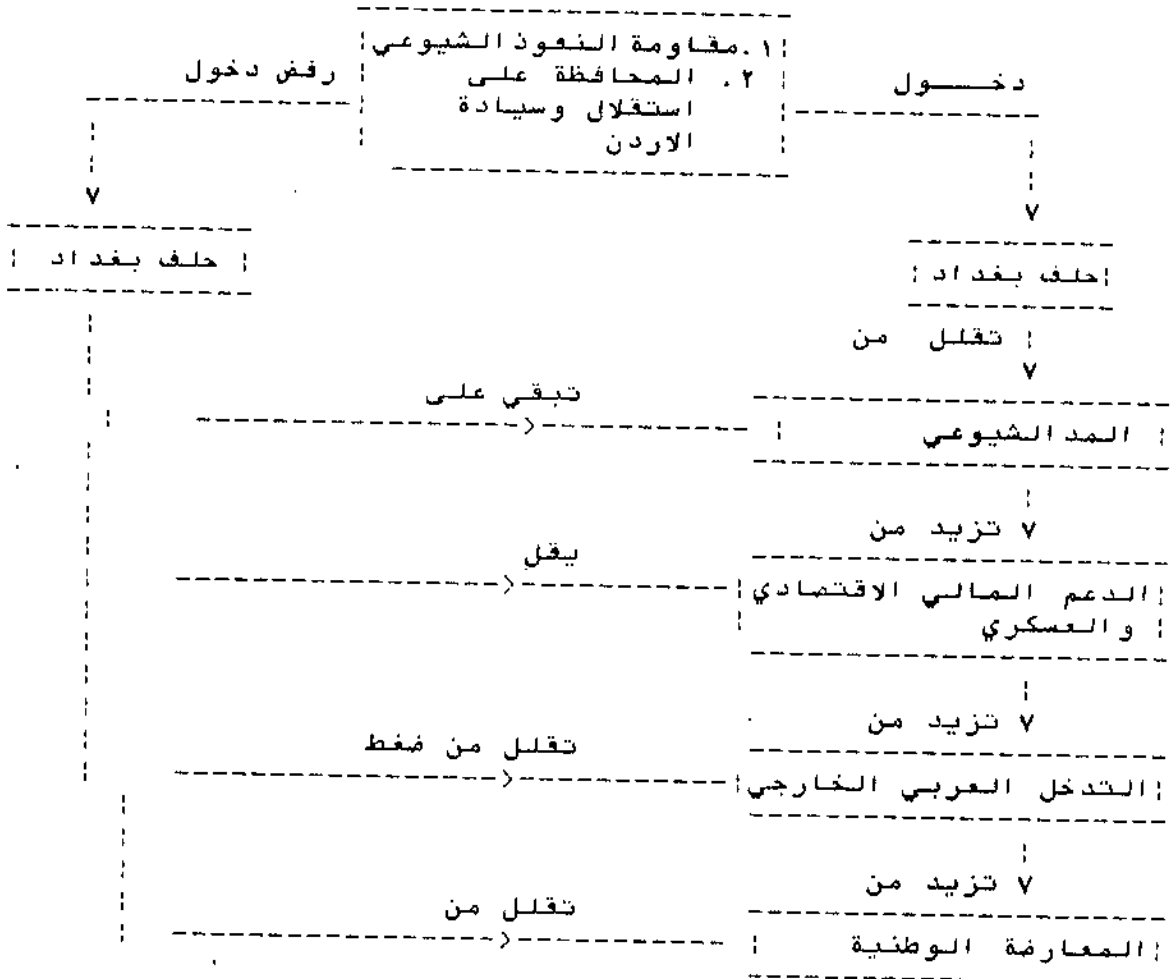 ١. مقاومة النفوذ الشيوعي
٢. المحافظة على
استقلال وسيادة
الاردن
دخــــول
رفض دخول
حلف بغداد
حلف بغداد
تقلل من
المد الشيوعي
تبقي على
تزيد من
الدعم المالي الاقتصادي
والعسكري
يقل
تزيد من
التدخل العربي الخارجي
تقلل من ضغط
تزيد من
المعارضة الوطنية
تقلل من